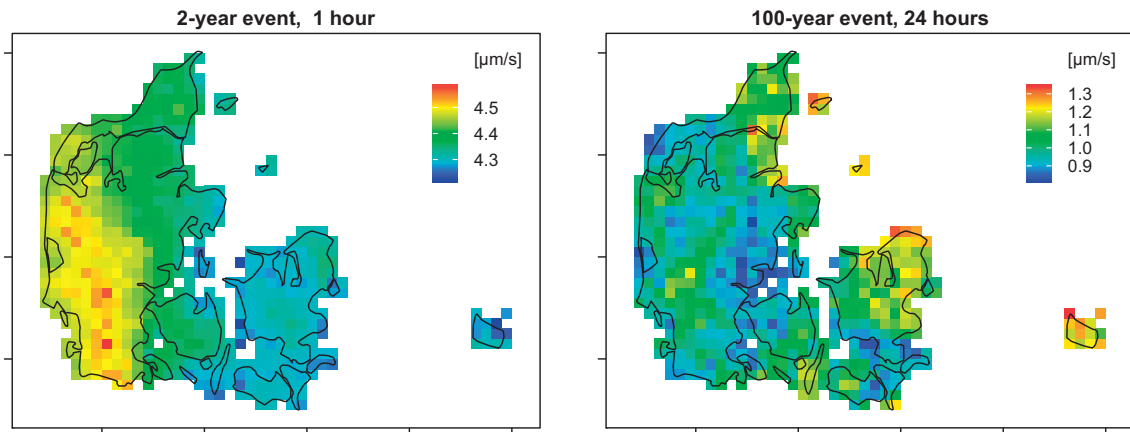 2-year event, 1 hour
[µm/s]
4.5
4.4
4.3
100-year event, 24 hours
[µm/s]
1.3
1.2
1.1
1.0
0.9